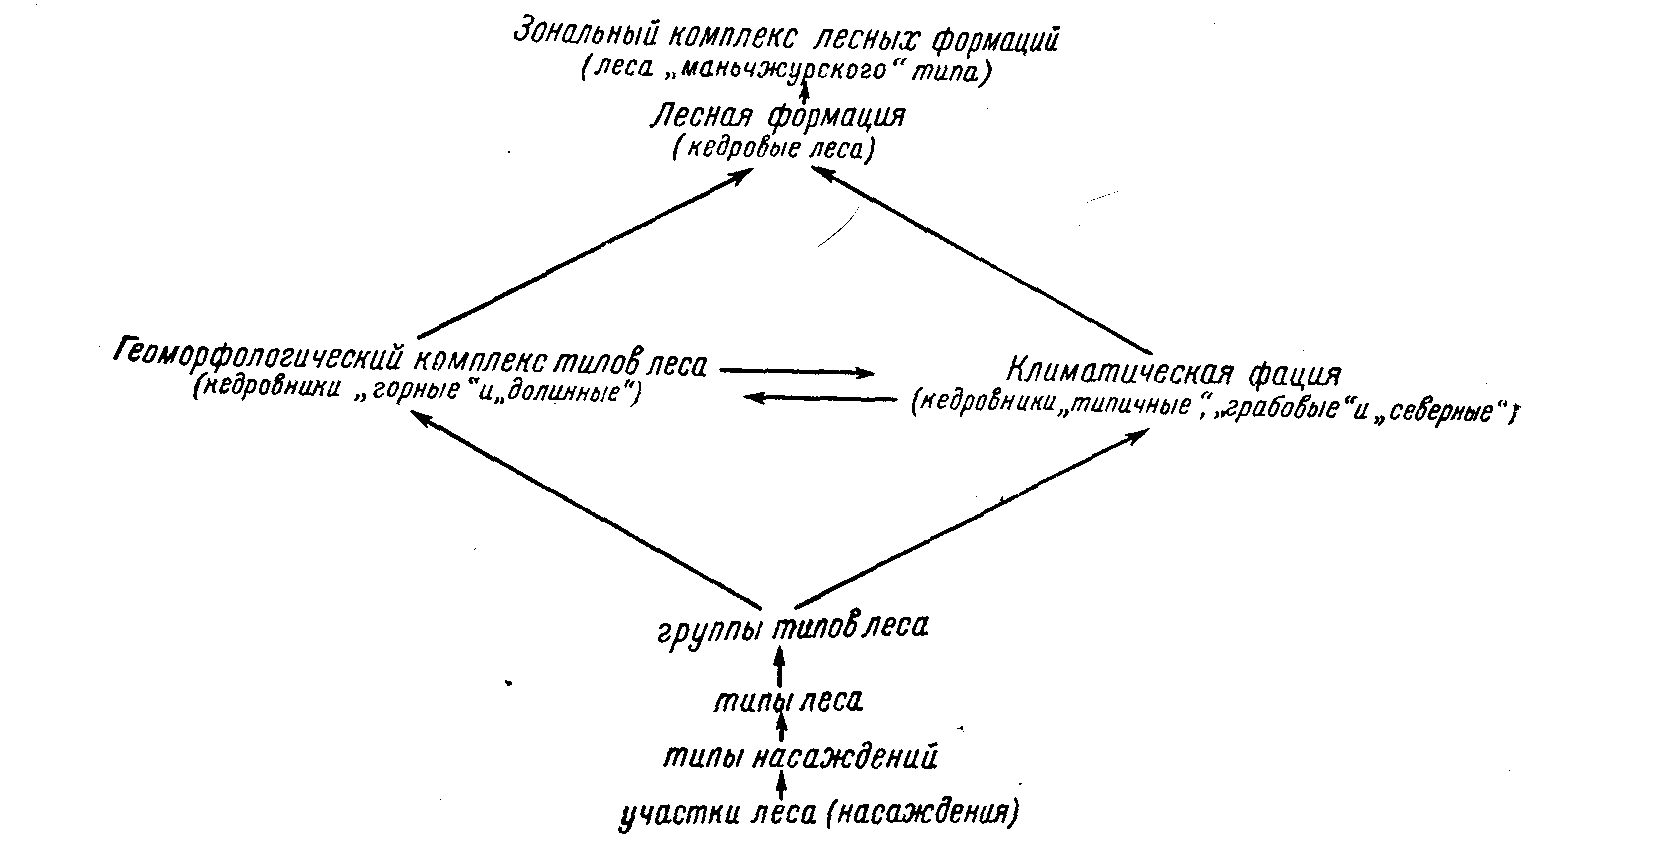 Зональный комплекс лесных формаций
(леса „маньчжурского“ типа)
Лесная формация
(кедровые леса)
Геоморфологический комплекс типов леса
(кедровники „горные“ и „долинные“)
Климатическая фация
(кедровники „типичные“, „грабовые“ и „северные“)
группы типов леса
типы леса
типы насаждений
участки леса (насаждения)